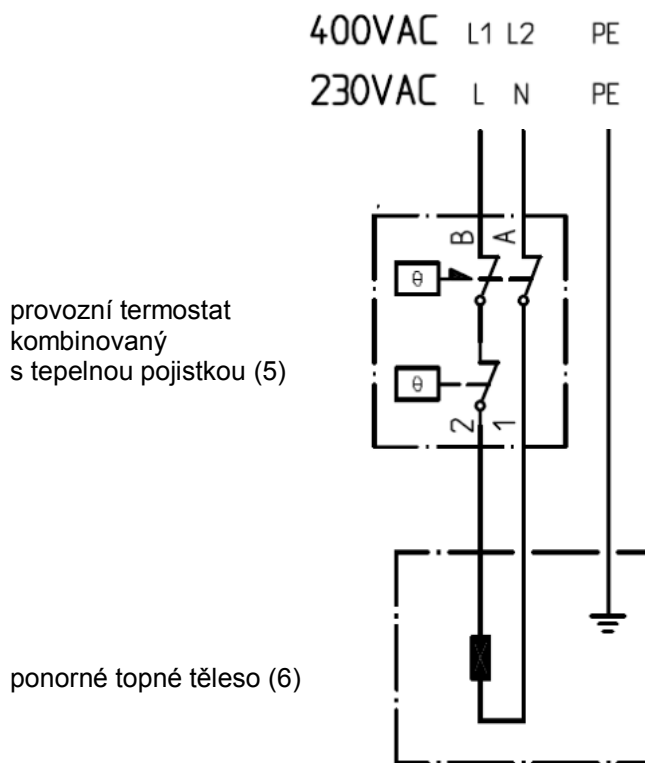 400VAC L1 L2 PE
230VAC L N PE
B A
θ
provozní termostat
kombinovaný
s tepelnou pojistkou (5)
θ
2 1
ponorné topné těleso (6)